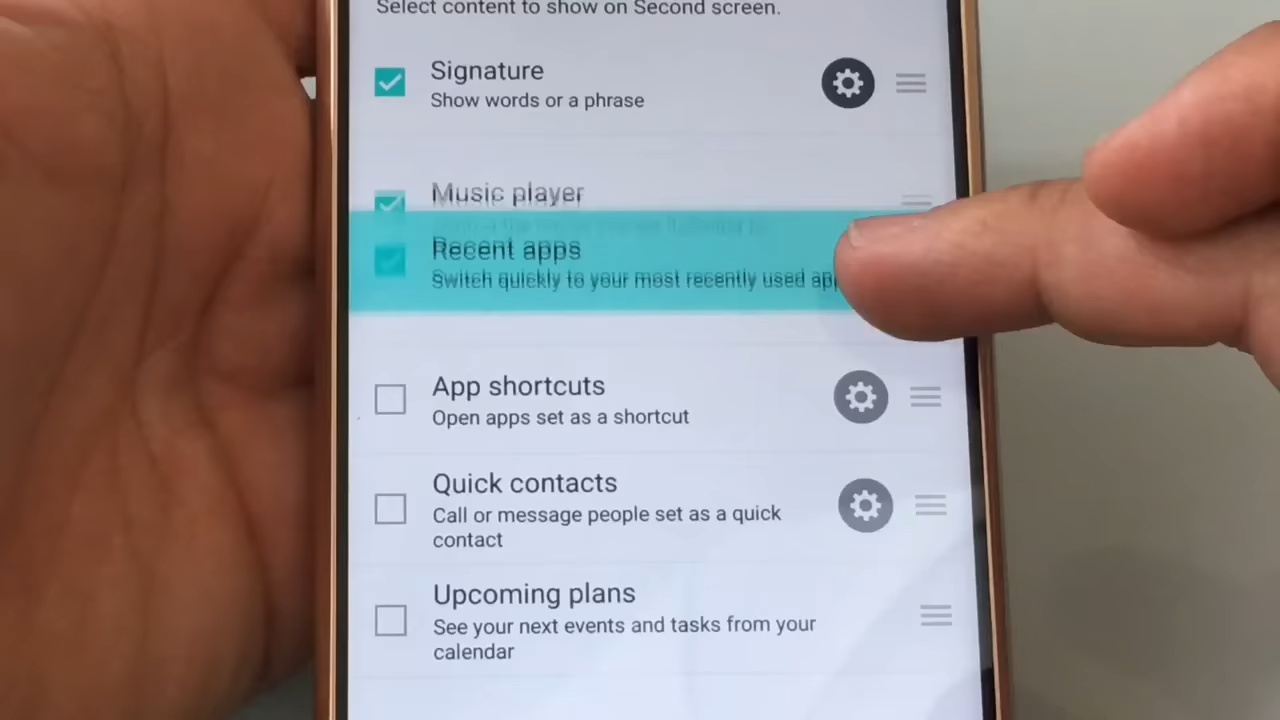 Select content to show on Second screen.
Signature
Show words or a phrase
Music player
Recent apps
Switch quickly to your most recently used
App shortcuts
Open apps set as a shortcut
Quick contacts
Call or message people set as a quick
contact
Upcoming plans
See your next events and tasks from your
calendar